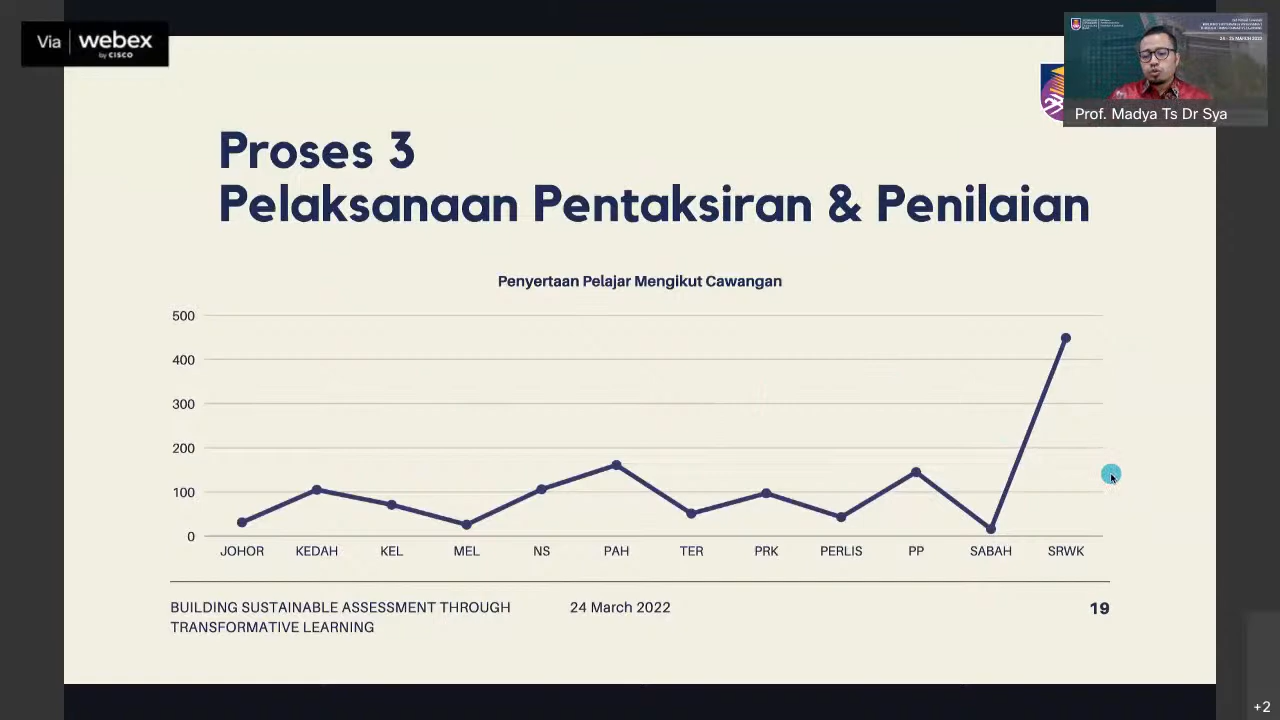 Via webex
by CISCO
Prof. Madya Ts Dr Sya
Proses 3
Pelaksanaan Pentaksiran & Penilaian
Penyertaan Pelajar Mengikut Cawangan
500
400
300
200
100
0
JOHOR KEDAH KEL MEL NS PAH TER PRK PERLIS PP SABAH SRWK
BUILDING SUSTAINABLE ASSESSMENT THROUGH
TRANSFORMATIVE LEARNING
24 March 2022
19
+2